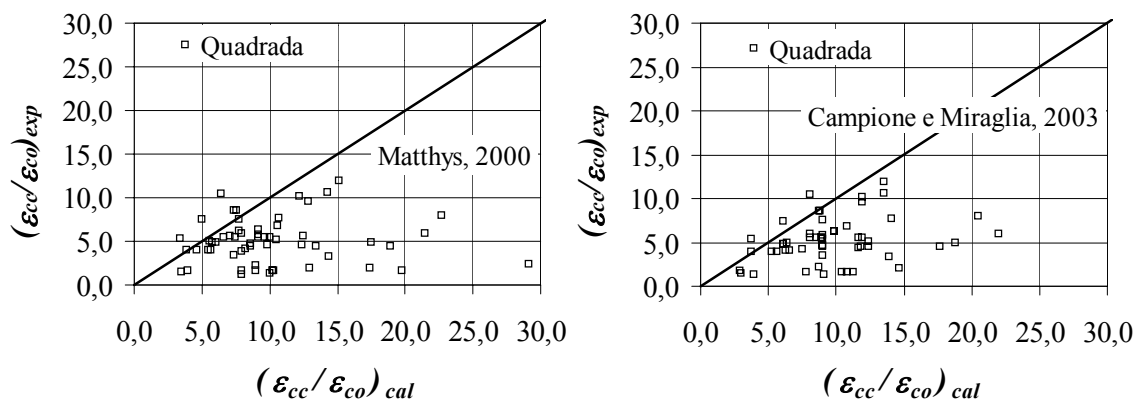 30,0
25,0
20,0
15,0
10,0
5,0
0,0
(εcc/εco)exp
Quadrada
Matthys, 2000
0,0 5,0 10,0 15,0 20,0 25,0 30,0
(εcc/εco)cal
30,0
25,0
20,0
15,0
10,0
5,0
0,0
(εcc/εco)exp
Quadrada
Campione e Miraglia, 2003
0,0 5,0 10,0 15,0 20,0 25,0 30,0
(εcc/εco)cal